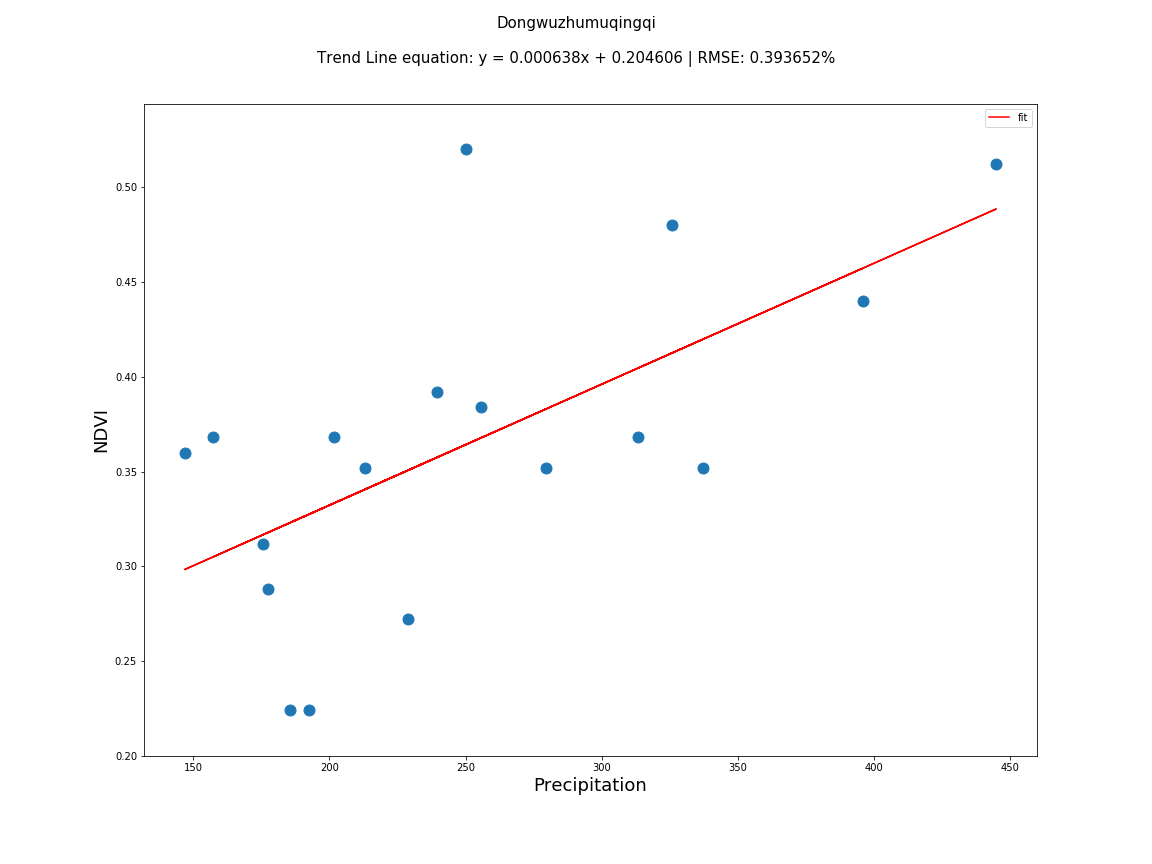 Dongwuzhumuqingqi
Trend Line equation: y = 0.000638x + 0.204606 | RMSE: 0.393652%
fit
0.50
0.45
0.40
0.35
0.30
0.25
0.20
NDVI
150 200 250 300 350 400 450
Precipitation